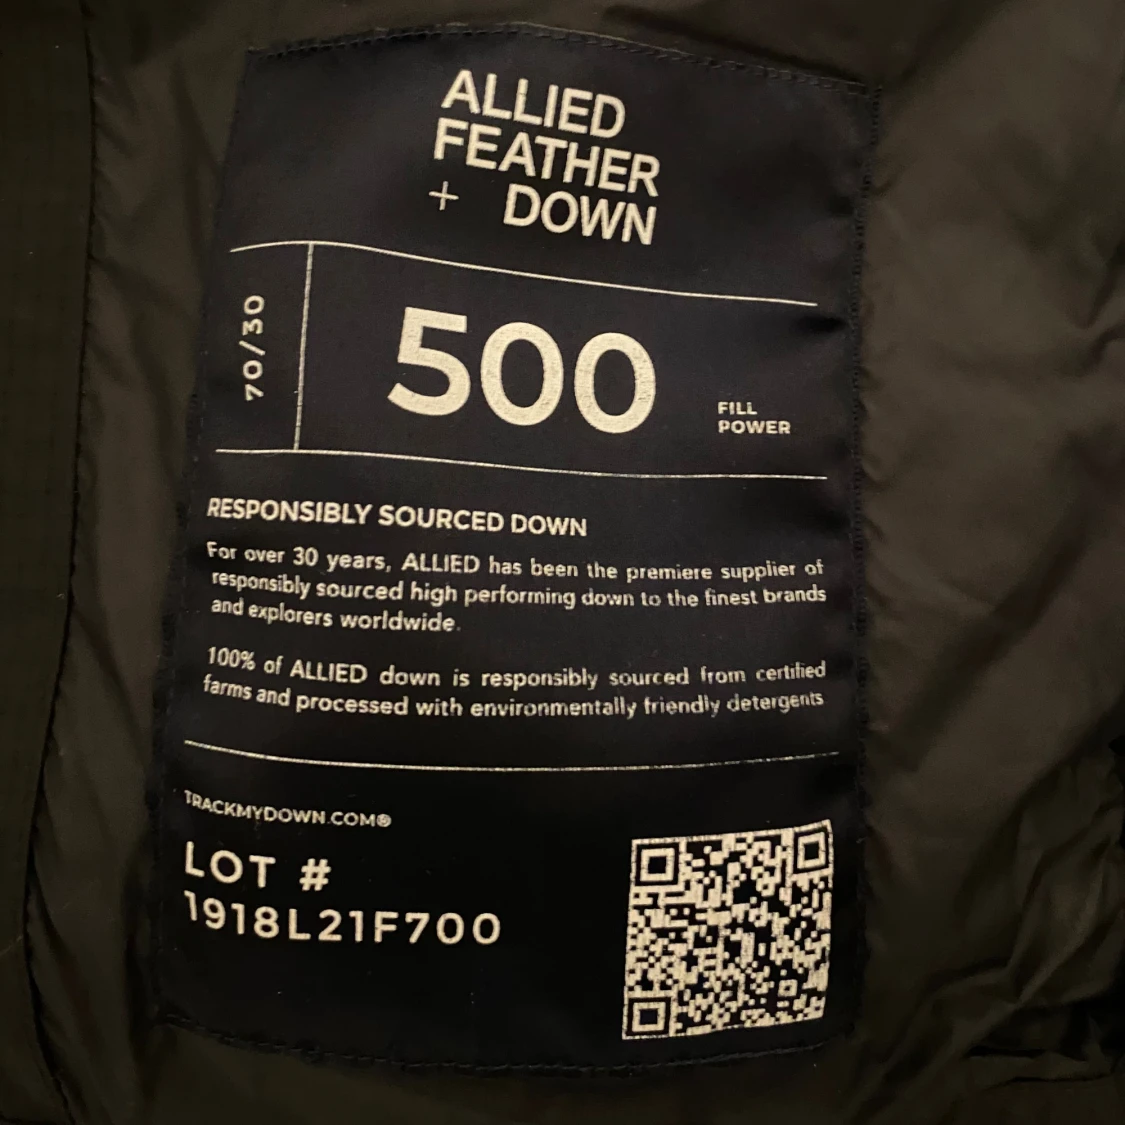 ALLIED
FEATHER
+ DOWN
70/30
500
FILL
POWER
RESPONSIBLY SOURCED DOWN
For over 30 years, ALLIED has been the premiere supplier of
responsibly sourced high performing down to the finest brands
and explorers worldwide.
100% of ALLIED down is responsibly sourced from certified
farms and processed with environmentally friendly detergents
TRACKMYDOWN.COM®
LOT #
1918L21F700